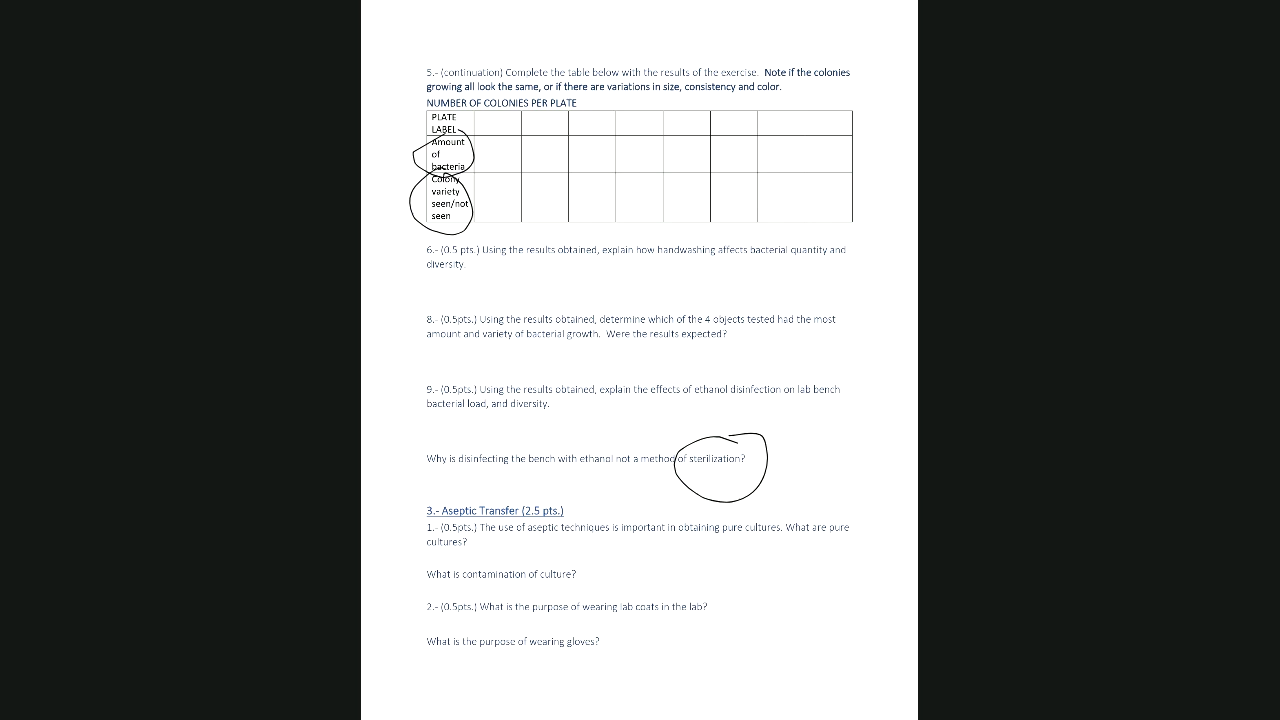 5.- (continuation) Complete the table below with the results of the exercise. Note if the colonies
growing all look the same, or if there are variations in size, consistency and color.
NUMBER OF COLONIES PER PLATE
PLATE
LABEL
Amount
of
bacteria
Colony
variety
seen/not
seen
6.- (0.5 pts.) Using the results obtained, explain how handwashing affects bacterial quantity and
diversity.
8.- (0.5pts.) Using the results obtained, determine which of the 4 objects tested had the most
amount and variety of bacterial growth. Were the results expected?
9.- (0.5pts.) Using the results obtained, explain the effects of ethanol disinfection on lab bench
bacterial load, and diversity.
Why is disinfecting the bench with ethanol not a method of sterilization?
3.- Aseptic Transfer (2.5 pts.)
1.- (0.5pts.) The use of aseptic techniques is important in obtaining pure cultures. What are pure
cultures?
What is contamination of culture?
2.- (0.5pts.) What is the purpose of wearing lab coats in the lab?
What is the purpose of wearing gloves?